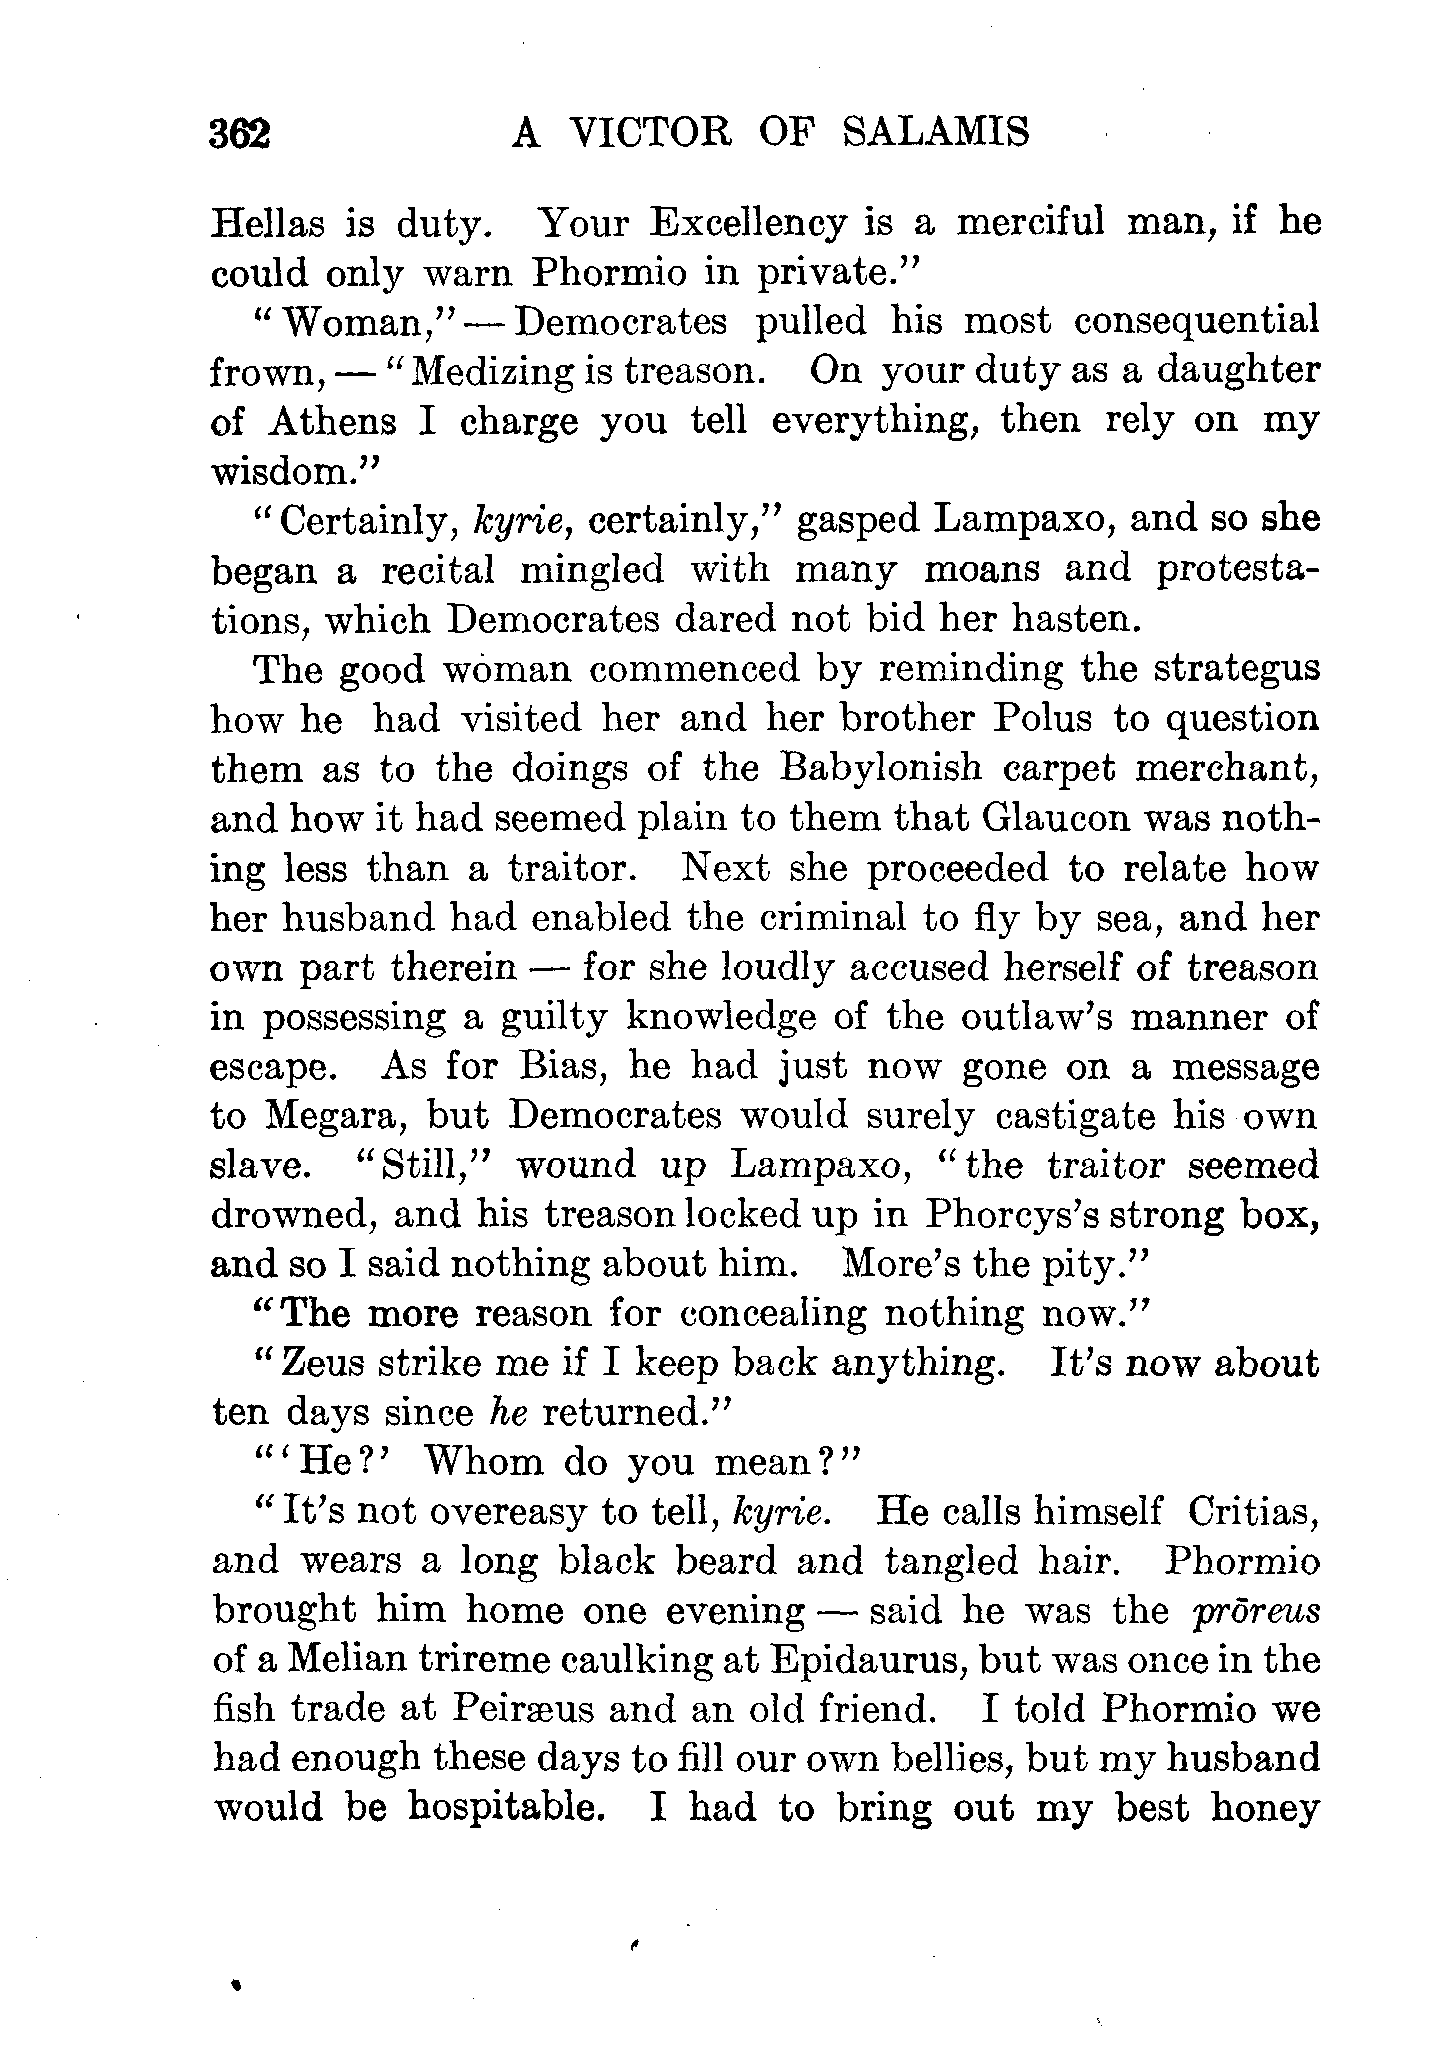 362 A VICTOR OF SALAMIS
Hellas is duty. Your Excellency is a merciful man, if he
could only warn Phormio in private.”
“Woman,” — Democrates pulled his most consequential
frown, — “Medizing is treason. On your duty as a daughter
of Athens I charge you tell everything, then rely on my
wisdom.”
“Certainly, kyrie, certainly,” gasped Lampaxo, and so she
began a recital mingled with many moans and protesta-
tions, which Democrates dared not bid her hasten.
The good woman commenced by reminding the strategus
how he had visited her and her brother Polus to question
them as to the doings of the Babylonish carpet merchant,
and how it had seemed plain to them that Glaucon was noth-
ing less than a traitor. Next she proceeded to relate how
her husband had enabled the criminal to fly by sea, and her
own part therein — for she loudly accused herself of treason
in possessing a guilty knowledge of the outlaw’s manner of
escape. As for Bias, he had just now gone on a message
to Megara, but Democrates would surely castigate his own
slave. “Still,” wound up Lampaxo, “the traitor seemed
drowned, and his treason locked up in Phorcys’s strong box,
and so I said nothing about him. More’s the pity.”
“The more reason for concealing nothing now.”
“Zeus strike me if I keep back anything. It’s now about
ten days since he returned.”
“‘He?’ Whom do you mean?”
“It’s not overeasy to tell, kyrie. He calls himself Critias,
and wears a long black beard and tangled hair. Phormio
brought him home one evening — said he was the prōreus
of a Melian trireme caulking at Epidaurus, but was once in the
fish trade at Peiræus and an old friend. I told Phormio we
had enough these days to fill our own bellies, but my husband
would be hospitable. I had to bring out my best honey